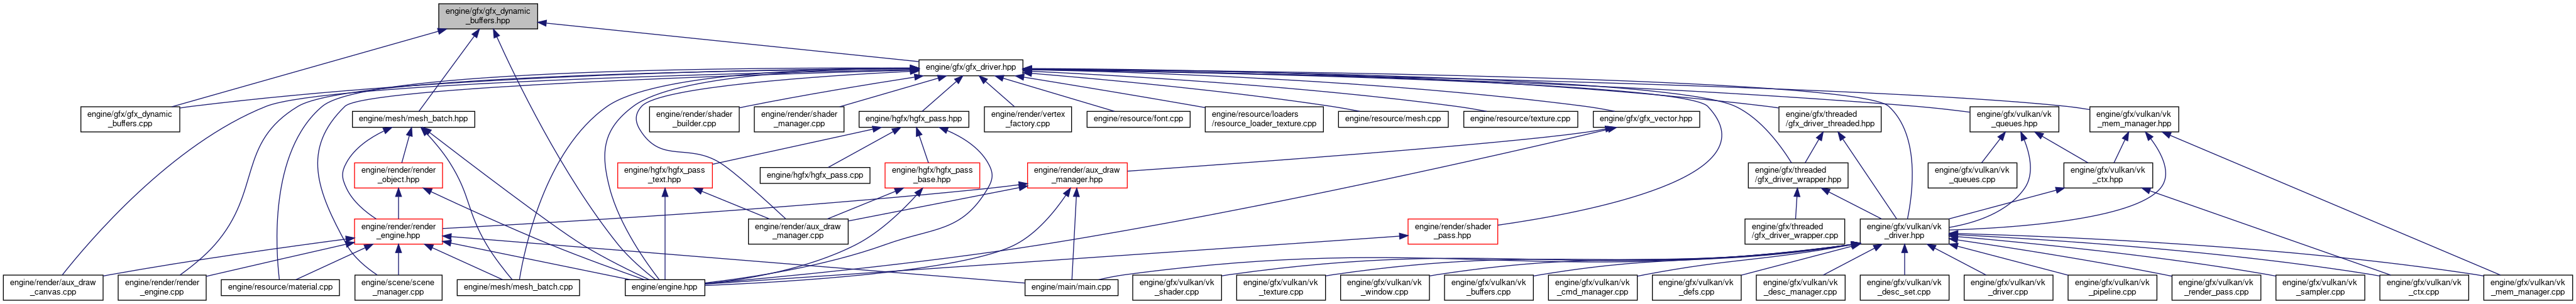 engine/gfx/gfx_dynamic
_buffers.hpp
engine/gfx/gfx_driver.hpp
engine/gfx/gfx_dynamic
_buffers.cpp
engine/mesh/mesh_batch.hpp
engine/render/shader
_builder.cpp
engine/render/shader
_manager.cpp
engine/hgfx/hgfx_pass.hpp
engine/render/vertex
_factory.cpp
engine/resource/font.cpp
engine/resource/loaders
/resource_loader_texture.cpp
engine/resource/mesh.cpp
engine/resource/texture.cpp
engine/gfx/gfx_vector.hpp
engine/gfx/threaded
/gfx_driver_threaded.hpp
engine/gfx/vulkan/vk
_queues.hpp
engine/gfx/vulkan/vk
_mem_manager.hpp
engine/render/render
_object.hpp
engine/hgfx/hgfx_pass
_text.hpp
engine/hgfx/hgfx_pass.cpp
engine/hgfx/hgfx_pass
_base.hpp
engine/render/aux_draw
_manager.hpp
engine/gfx/threaded
/gfx_driver_wrapper.hpp
engine/gfx/vulkan/vk
_queues.cpp
engine/gfx/vulkan/vk
_ctx.hpp
engine/render/render
_engine.hpp
engine/render/aux_draw
_manager.cpp
engine/render/shader
_pass.hpp
engine/gfx/threaded
/gfx_driver_wrapper.cpp
engine/gfx/vulkan/vk
_driver.hpp
engine/render/aux_draw
_canvas.cpp
engine/render/render
_engine.cpp
engine/resource/material.cpp
engine/scene/scene
_manager.cpp
engine/mesh/mesh_batch.cpp
engine/engine.hpp
engine/main/main.cpp
engine/gfx/vulkan/vk
_shader.cpp
engine/gfx/vulkan/vk
_texture.cpp
engine/gfx/vulkan/vk
_window.cpp
engine/gfx/vulkan/vk
_buffers.cpp
engine/gfx/vulkan/vk
_cmd_manager.cpp
engine/gfx/vulkan/vk
_defs.cpp
engine/gfx/vulkan/vk
_desc_manager.cpp
engine/gfx/vulkan/vk
_desc_set.cpp
engine/gfx/vulkan/vk
_driver.cpp
engine/gfx/vulkan/vk
_pipeline.cpp
engine/gfx/vulkan/vk
_render_pass.cpp
engine/gfx/vulkan/vk
_sampler.cpp
engine/gfx/vulkan/vk
_ctx.cpp
engine/gfx/vulkan/vk
_mem_manager.cpp